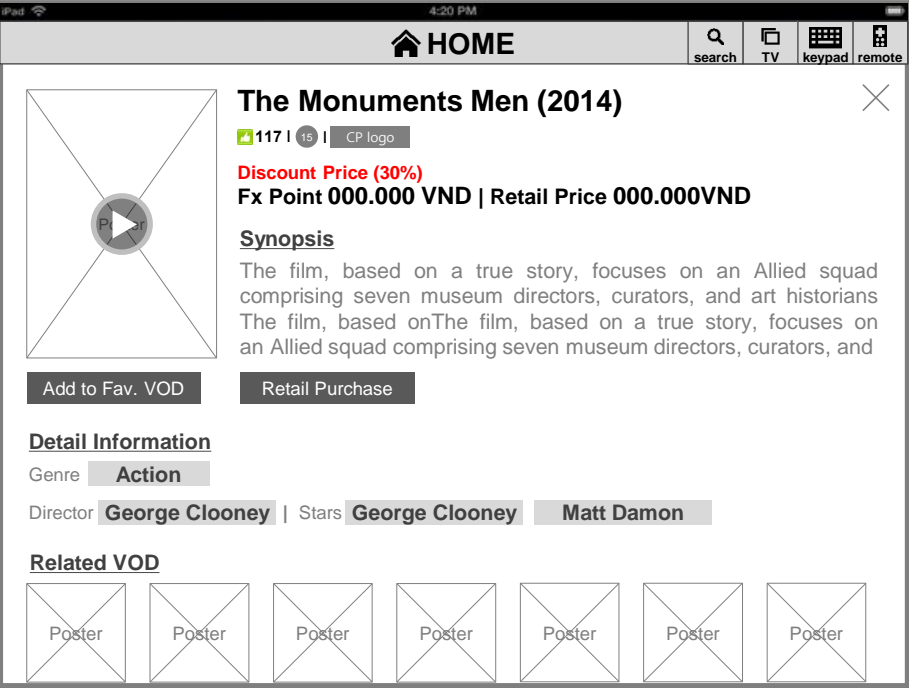 iPad 4:20 PM
HOME
search TV keypad remote
The Monuments Men (2014)
117 | 15 | CP logo
Discount Price (30%)
Fx Point 000.000 VND | Retail Price 000.000VND
Poster
Synopsis
The film, based on a true story, focuses on an Allied squad
comprising seven museum directors, curators, and art historians
The film, based onThe film, based on a true story, focuses on
an Allied squad comprising seven museum directors, curators, and
Add to Fav. VOD Retail Purchase
Detail Information
Genre Action
Director George Clooney | Stars George Clooney Matt Damon
Related VOD
Poster Poster Poster Poster Poster Poster Poster